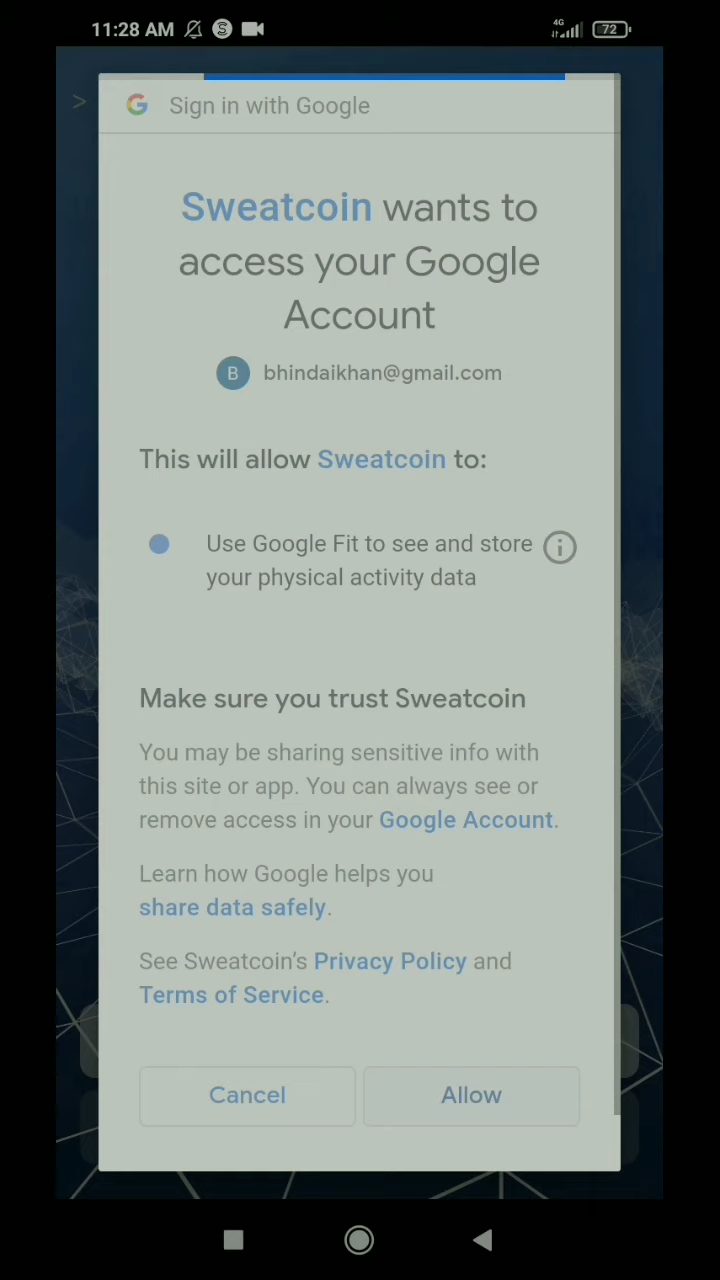 11:28 AM
4G
72
>
Sign in with Google
Sweatcoin wants to
access your Google
Account
B
bhindaikhan@gmail.com
This will allow Sweatcoin to:
Use Google Fit to see and store
your physical activity data
Make sure you trust Sweatcoin
You may be sharing sensitive info with
this site or app. You can always see or
remove access in your Google Account.
Learn how Google helps you
share data safely.
See Sweatcoin's Privacy Policy and
Terms of Service.
Cancel
Allow